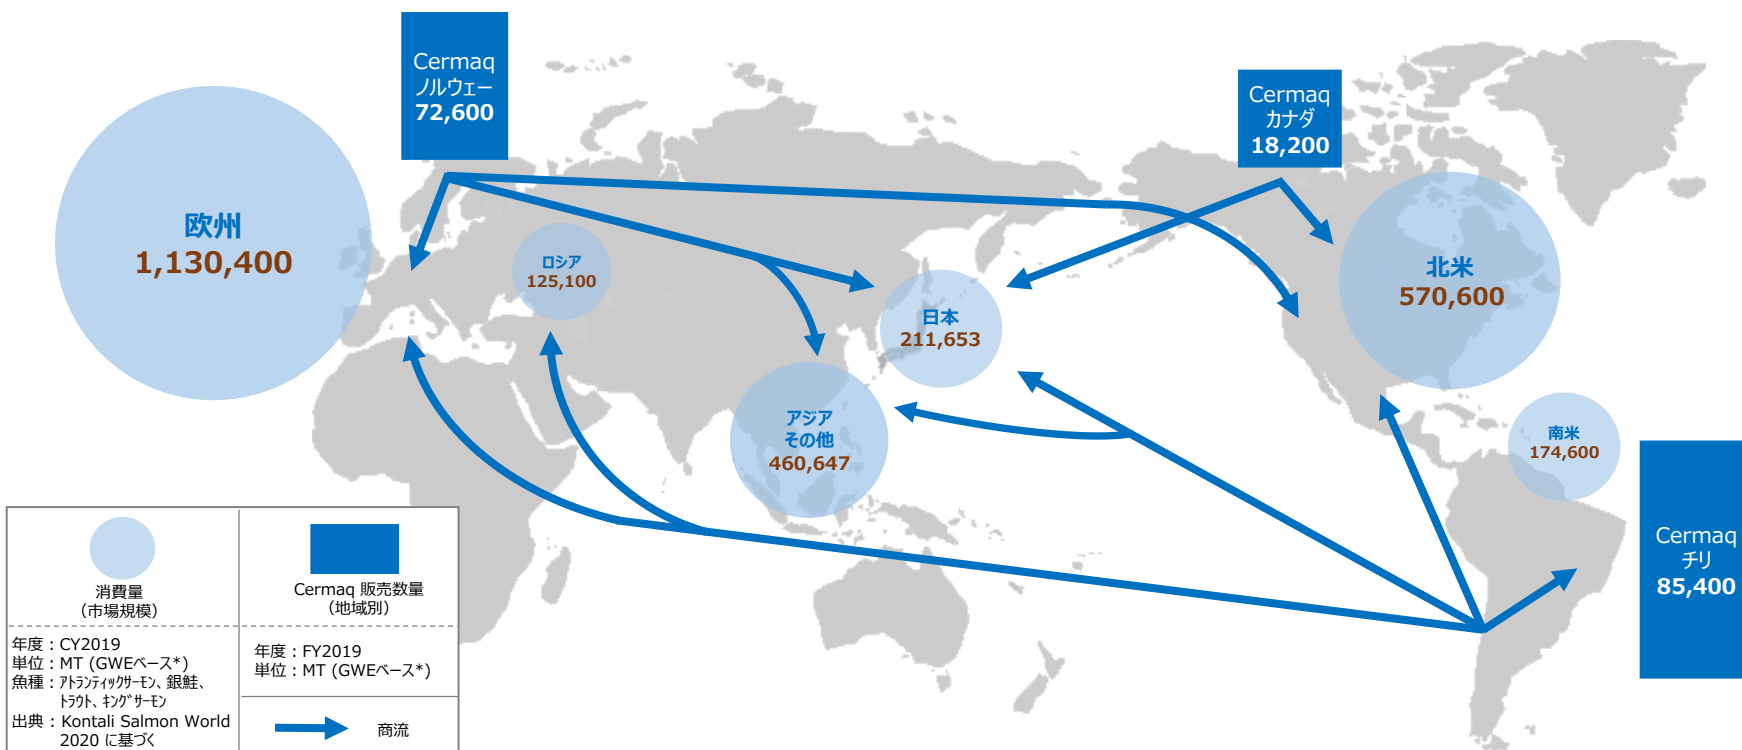 Cermaq
ノルウェー
72,600
Cermaq
カナダ
18,200
欧州
1,130,400
ロシア
125,100
北米
570,600
日本
211,653
アジア
その他
460,647
南米
174,600
Cermaq
チリ
85,400
消費量
(市場規模)
Cermaq 販売数量
(地域別)
年度:CY2019
単位:MT (GWEベース*)
魚種:アトランティックサーモン、銀鮭、
トラウト、キングサーモン
出典:Kontali Salmon World
2020 に基づく
年度:FY2019
単位:MT (GWEベース*)
商流